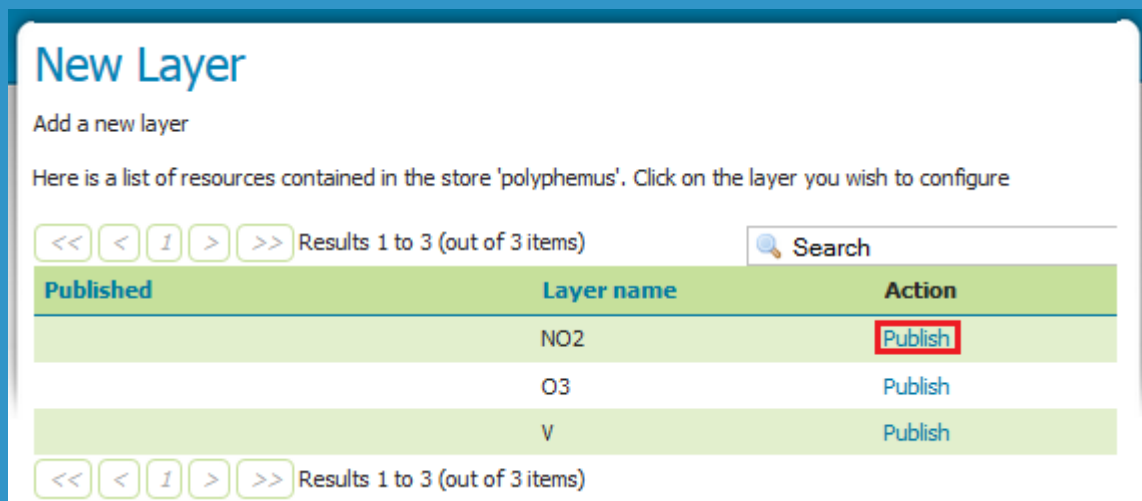 New Layer
Add a new layer
Here is a list of resources contained in the store 'polyphemus'. Click on the layer you wish to configure
<< < 1 > >> Results 1 to 3 (out of 3 items) Search
Published Layer name Action
NO2 Publish
O3 Publish
V Publish
<< < 1 > >> Results 1 to 3 (out of 3 items)